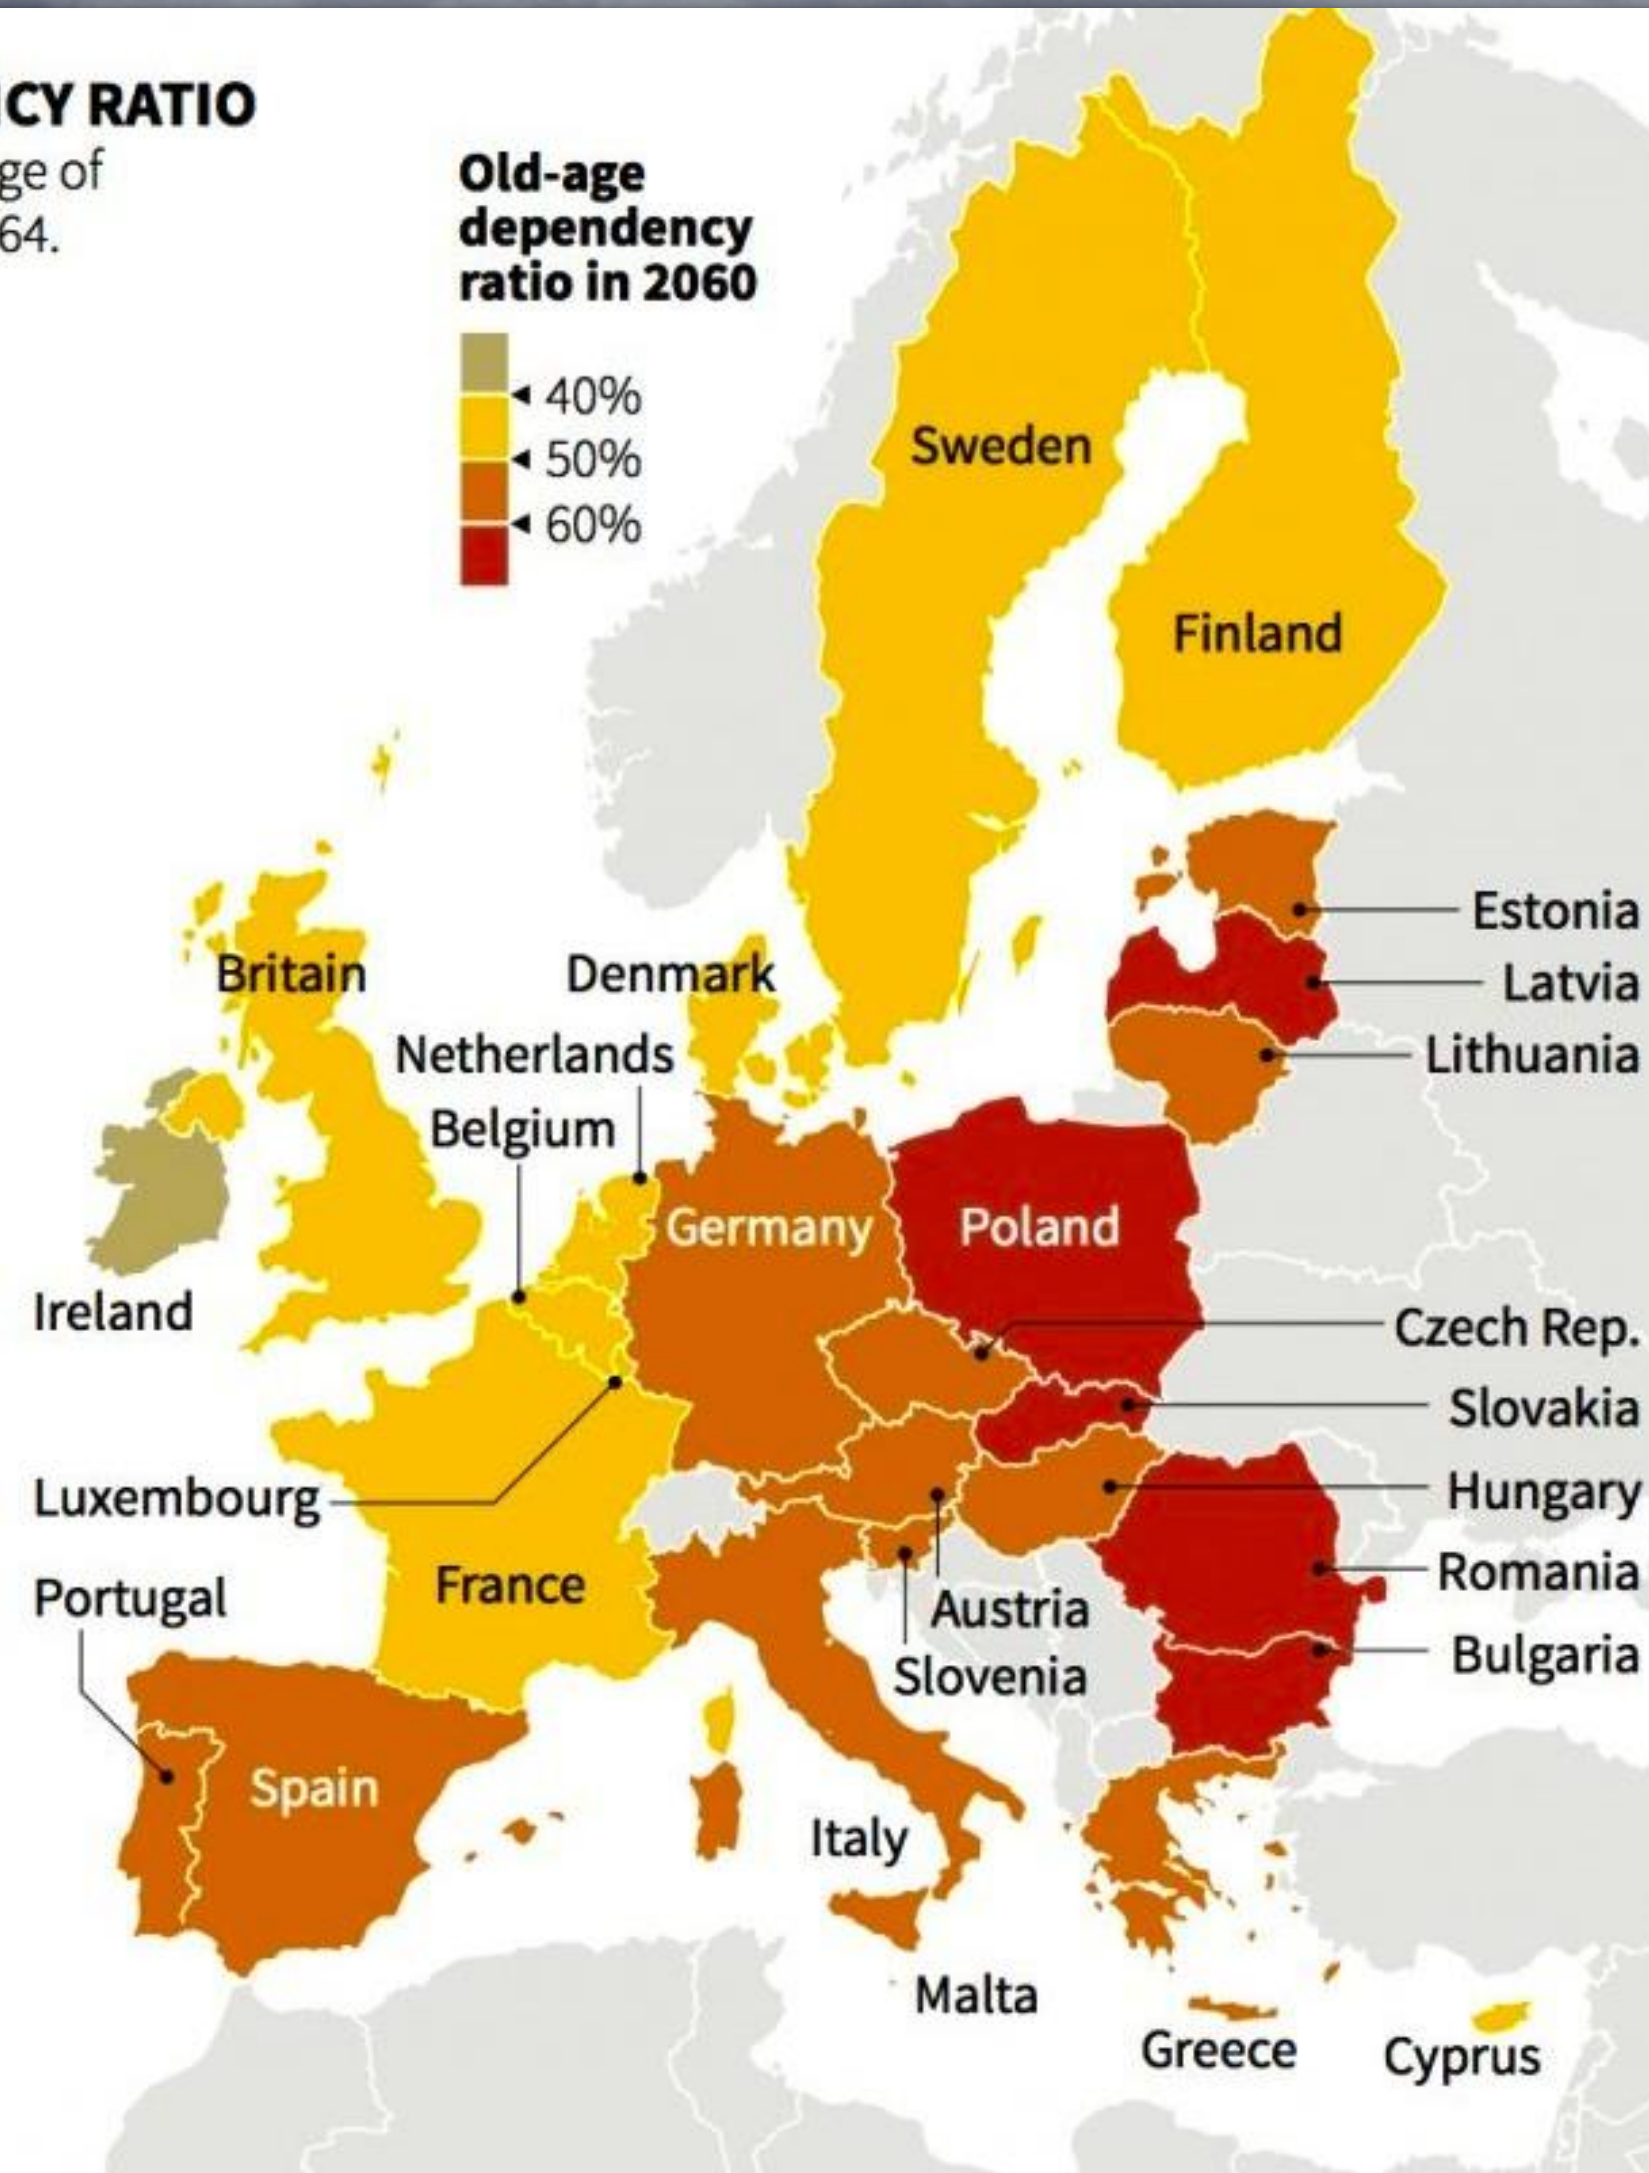 CY RATIO
ge of
64.
Old-age
dependency
ratio in 2060
40%
50%
60%
Sweden
Finland
Estonia
Britain
Denmark
Latvia
Netherlands
Lithuania
Belgium
Germany
Poland
Ireland
Czech Rep.
Slovakia
Luxembourg
Hungary
France
Romania
Portugal
Austria
Bulgaria
Slovenia
Spain
Italy
Malta
Greece
Cyprus